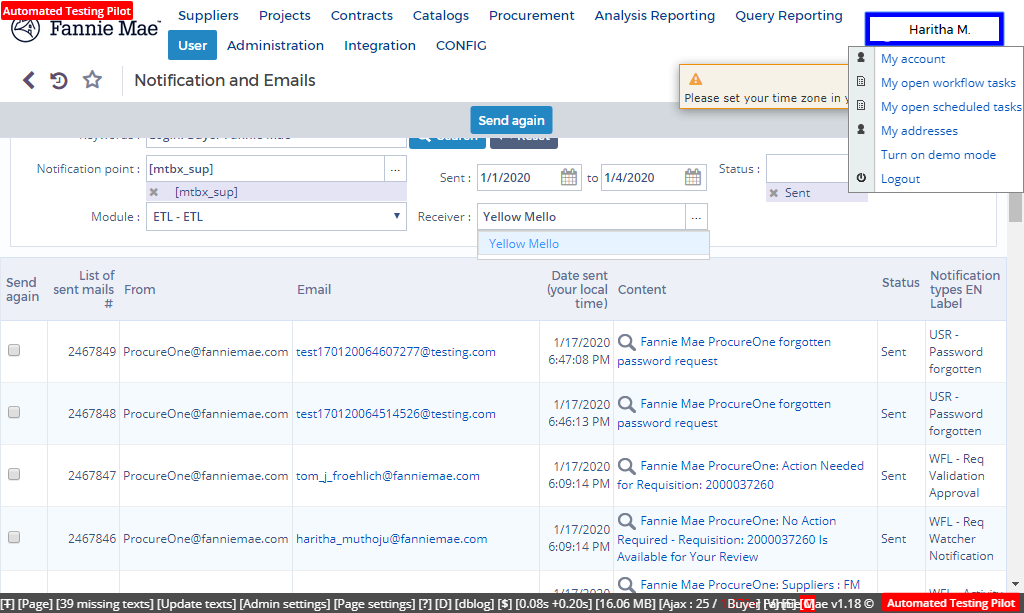 Automated Testing Pilot
Fannie Mae
Suppliers Projects Contracts Catalogs Procurement Analysis Reporting Query Reporting
User Administration Integration CONFIG
Haritha M.
My account
My open workflow tasks
My open scheduled tasks
My addresses
Turn on demo mode
Logout
Notification and Emails
Please set your time zone in
Send again
Notification point : [mtbx_sup] ...
[mtbx_sup]
Sent : 1/1/2020 to 1/4/2020
Status :
Sent
Module : ETL - ETL
Receiver : Yellow Mello ...
Yellow Mello
Send again
List of sent mails #
From
Email
Date sent (your local time)
Content
Status
Notification types EN Label
2467849 ProcureOne@fanniemae.com test170120064607277@testing.com 1/17/2020 6:47:08 PM Fannie Mae ProcureOne forgotten password request Sent USR - Password forgotten
2467848 ProcureOne@fanniemae.com test170120064514526@testing.com 1/17/2020 6:46:13 PM Fannie Mae ProcureOne forgotten password request Sent USR - Password forgotten
2467847 ProcureOne@fanniemae.com tom_j_froehlich@fanniemae.com 1/17/2020 6:09:14 PM Fannie Mae ProcureOne: Action Needed for Requisition: 2000037260 Sent WFL - Req Validation Approval
2467846 ProcureOne@fanniemae.com haritha_muthoju@fanniemae.com 1/17/2020 6:09:14 PM Fannie Mae ProcureOne: No Action Required - Requisition: 2000037260 Is Available for Your Review Sent WFL - Req Watcher Notification
Fannie Mae ProcureOne: Suppliers : FM
[Page] [39 missing texts] [Update texts] [Admin settings] [Page settings] [?] [D] [dblog] [$] [0.08s +0.20s] [16.06 MB] [Ajax : 25 / Buyer Mae v1.18 ©
Automated Testing Pilot